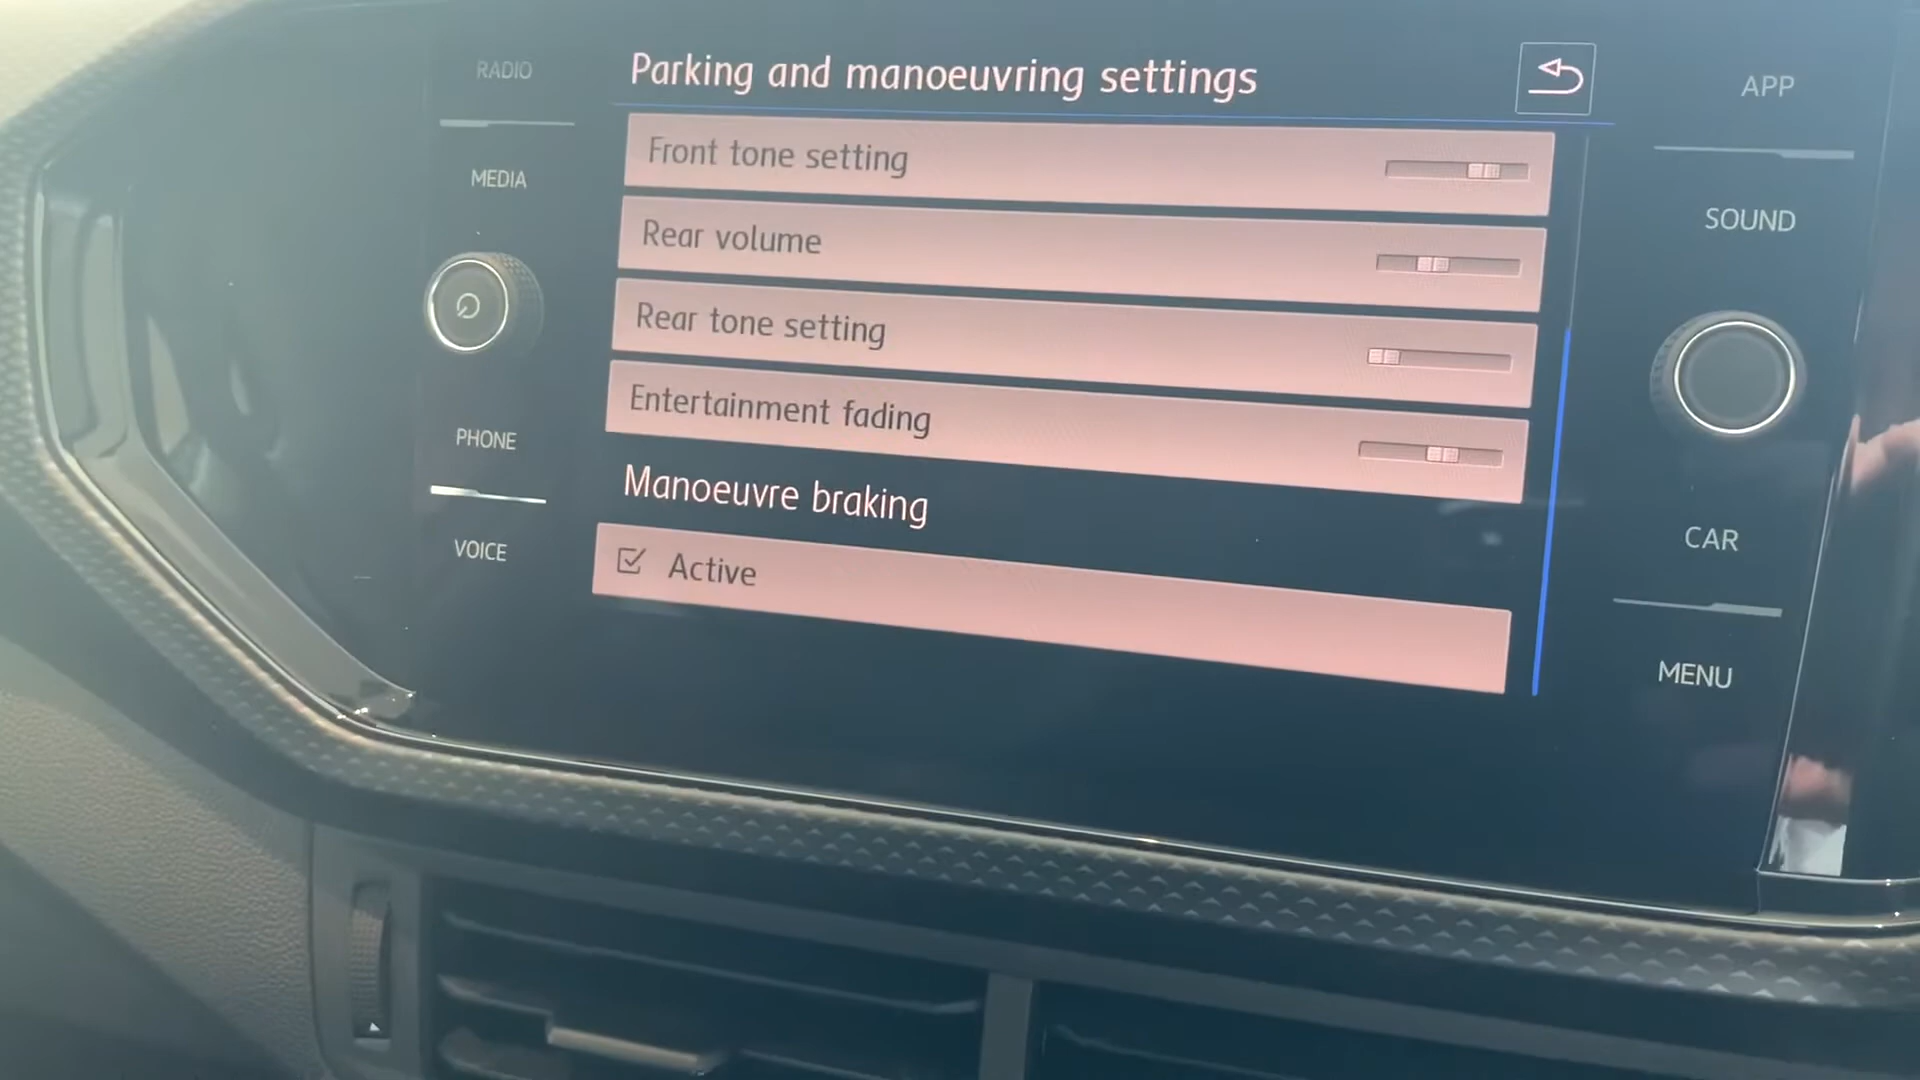 Parking and manoeuvring settings
Front tone setting
Rear volume
Rear tone setting
Entertainment fading
Manoeuvre braking
Active
RADIO
MEDIA
PHONE
VOICE
APP
SOUND
CAR
MENU